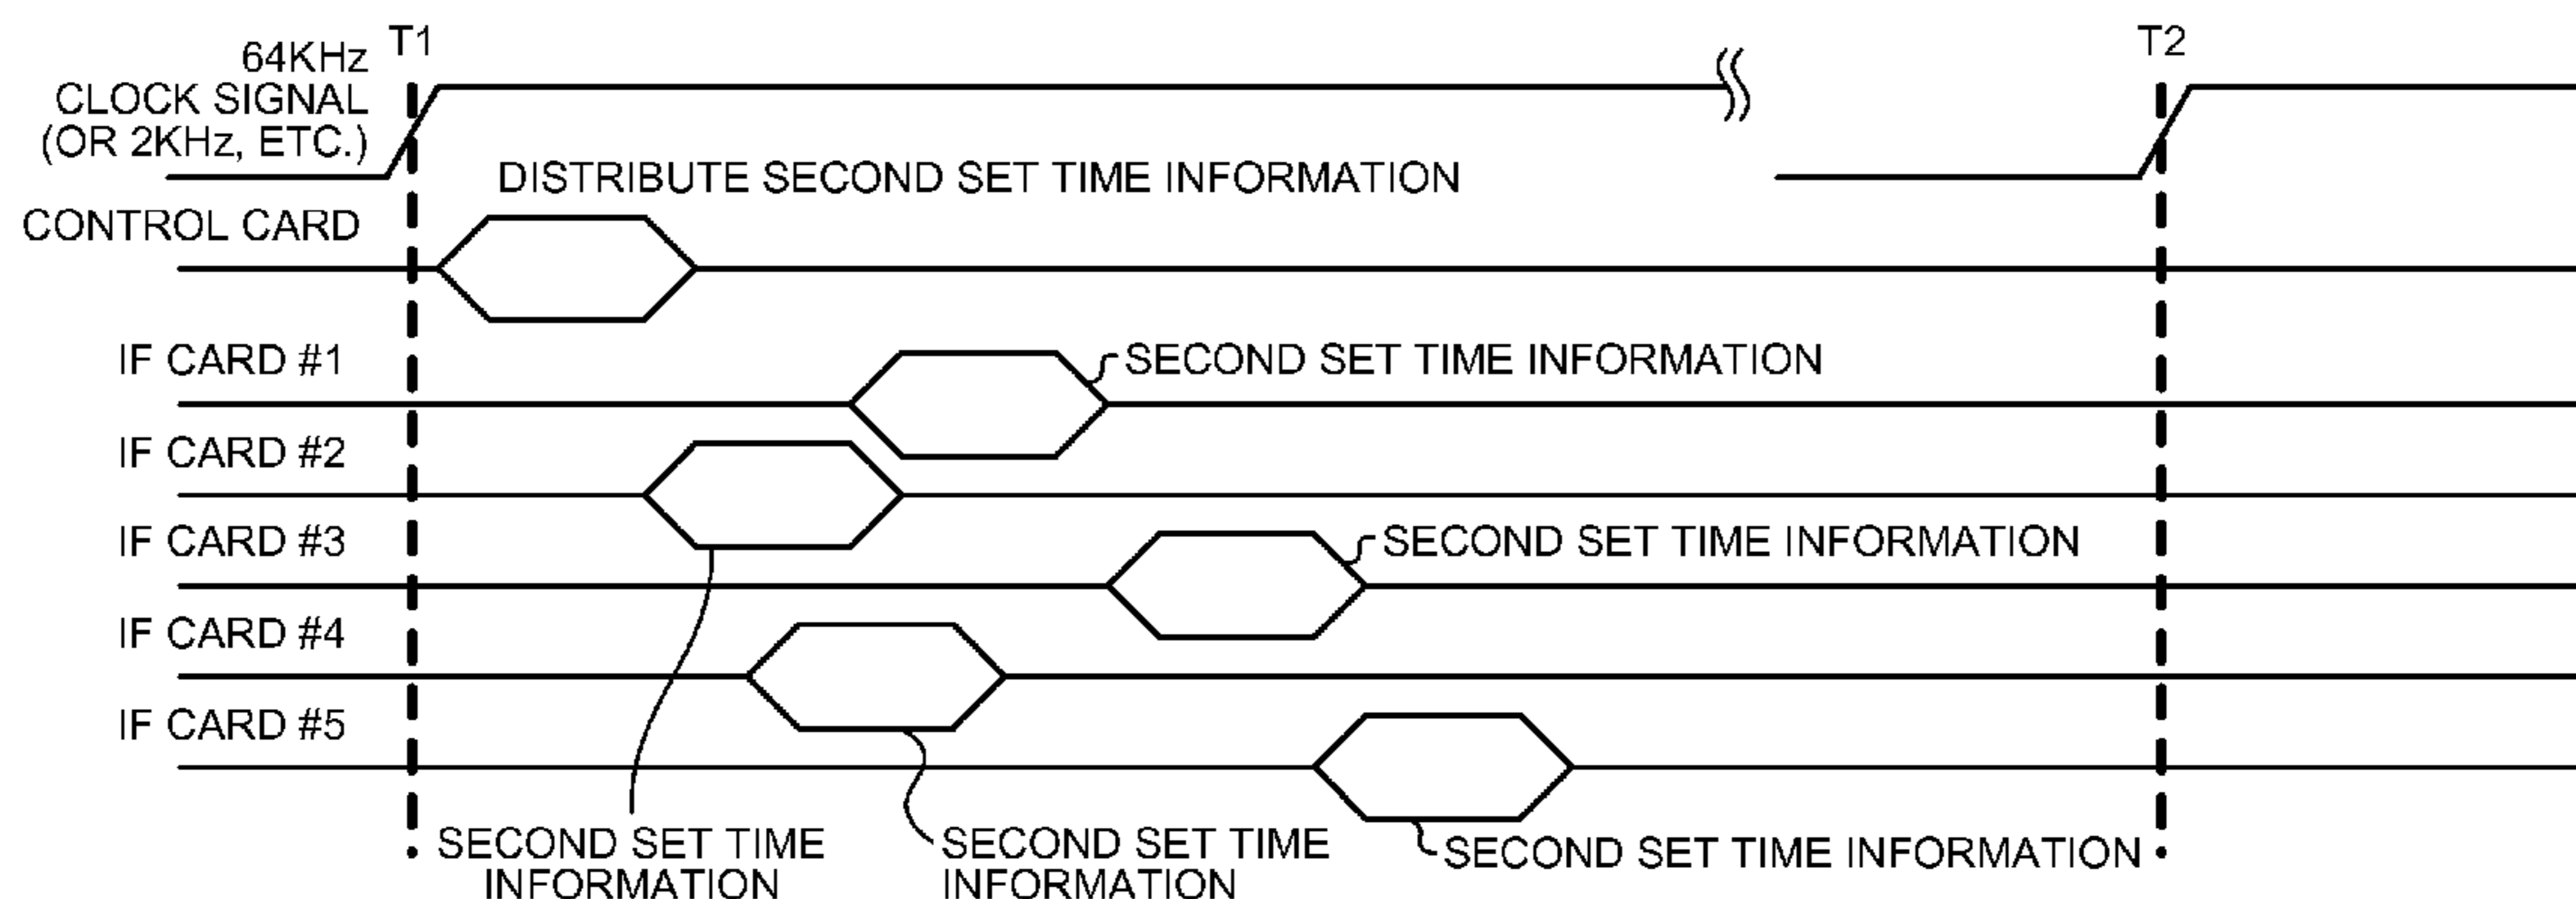 T1
T2
64KHz
CLOCK SIGNAL
(OR 2KHz, ETC.)
DISTRIBUTE SECOND SET TIME INFORMATION
CONTROL CARD
IF CARD #1
SECOND SET TIME INFORMATION
IF CARD #2
IF CARD #3
SECOND SET TIME INFORMATION
IF CARD #4
IF CARD #5
SECOND SET TIME
INFORMATION
SECOND SET TIME
INFORMATION
SECOND SET TIME INFORMATION